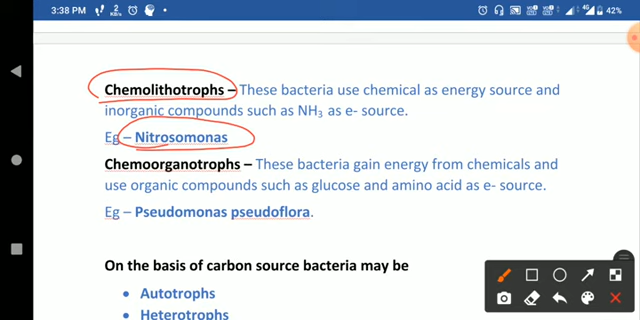 3:38 PM 2 KB/s 42%
Chemolithotrophs – These bacteria use chemical as energy source and
inorganic compounds such as NH₃ as e- source.
Eg – Nitrosomonas
Chemoorganotrophs – These bacteria gain energy from chemicals and
use organic compounds such as glucose and amino acid as e- source.
Eg – Pseudomonas pseudoflora.
On the basis of carbon source bacteria may be
• Autotrophs
• Heterotrophs